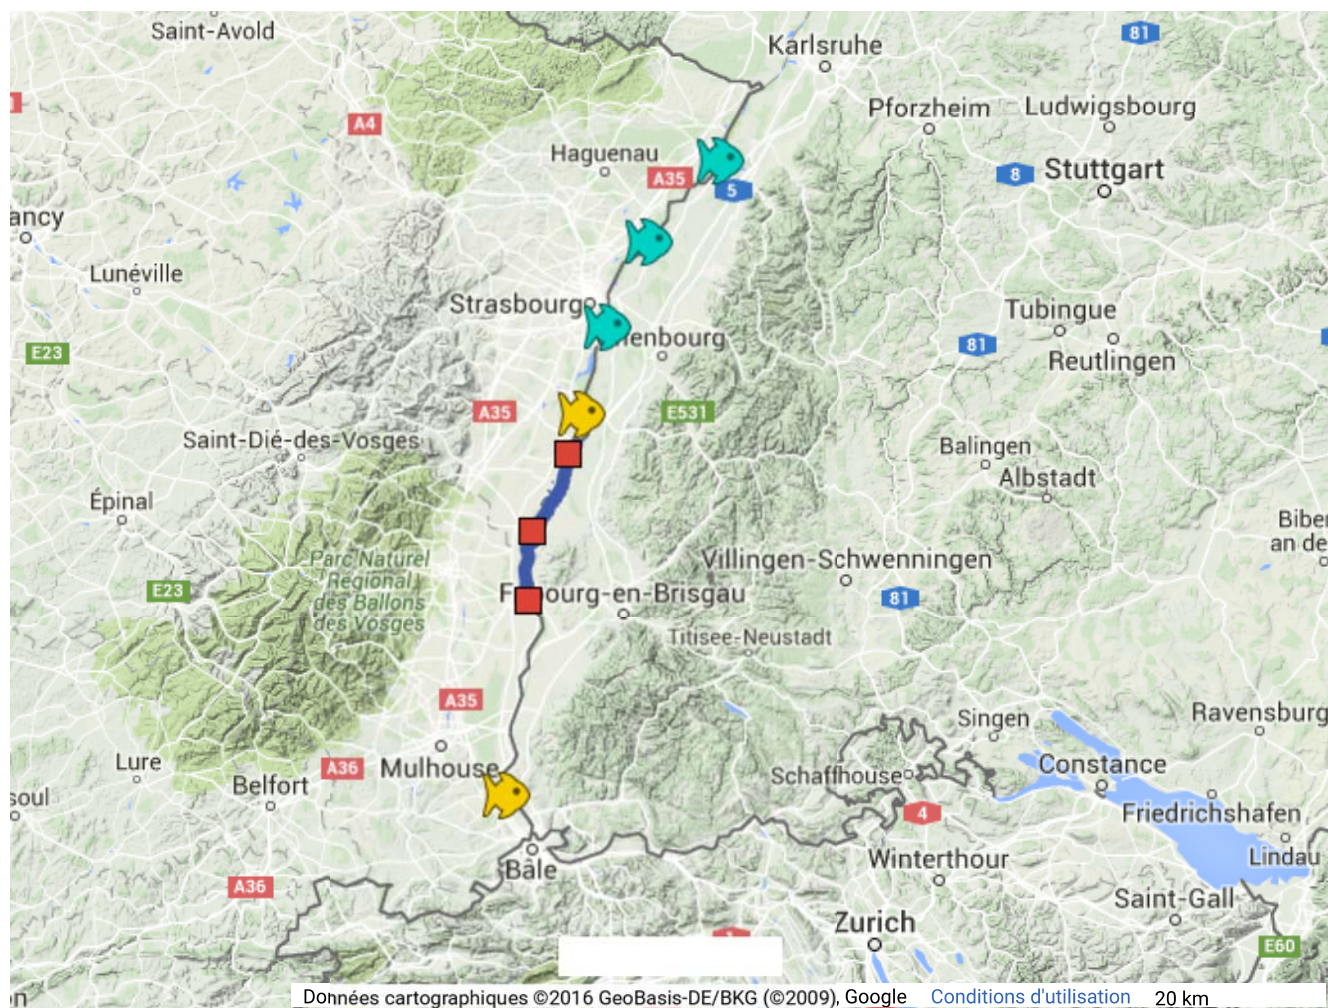 Saint-Avold
81
Karlsruhe
Pforzheim
Ludwigsbourg
A4
Haguenau
A35
5
8
Stuttgart
ancy
Lunéville
Strasbourg
enbourg
Tubingue
81
Reutlingen
E23
A35
E531
Saint-Dié-des-Vosges
Balingen
Albstadt
Épinal
Biber
an de
Parc Naturel
Régional
des Ballons
des Vosges
Villingen-Schwenningen
E23
F ourg-en-Brisgau
81
Titisee-Neustadt
A35
Singen
Ravensburg
Lure
A36
Mulhouse
Schaffhouse
Constance
Belfort
soul
4
Friedrichshafen
Bâle
Winterthour
Lindau
A36
Saint-Gall
Zurich
E60
Données cartographiques ©2016 GeoBasis-DE/BKG (©2009), Google Conditions d'utilisation 20 km